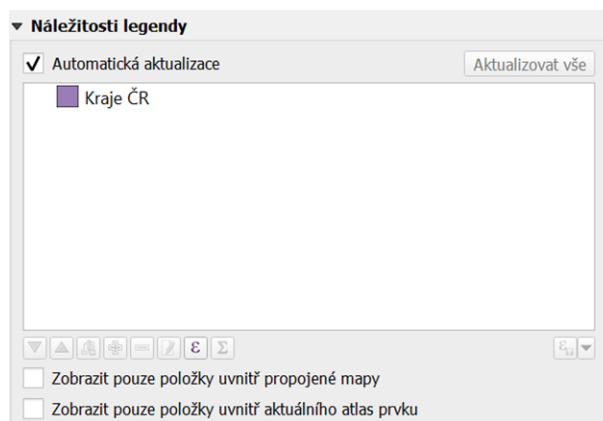 Náležitosti legendy
Automatická aktualizace
Aktualizovat vše
Kraje ČR
ε Σ ε
Zobrazit pouze položky uvnitř propojené mapy
Zobrazit pouze položky uvnitř aktuálního atlas prvku